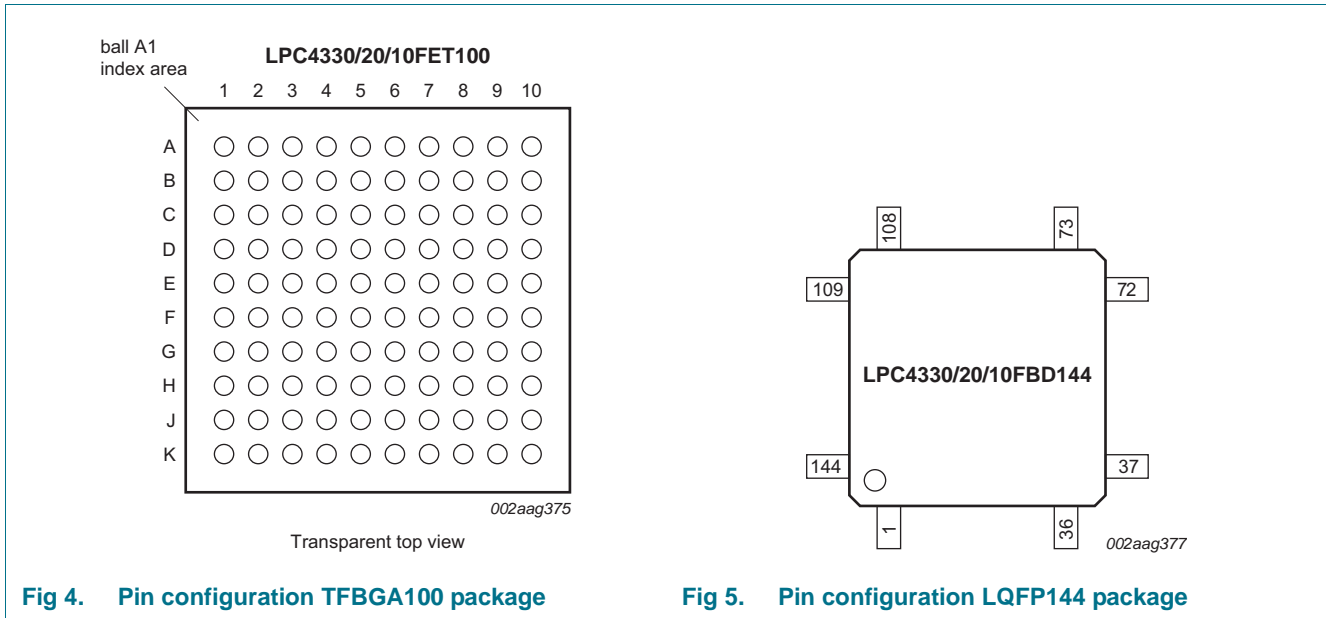 ball A1
index area
LPC4330/20/10FET100
1 2 3 4 5 6 7 8 9 10
A
B
C
D
E
F
G
H
J
K
002aag375
Transparent top view
Fig 4. Pin configuration TFBGA100 package
108
73
109
72
LPC4330/20/10FBD144
144
37
1
36
002aag377
Fig 5. Pin configuration LQFP144 package